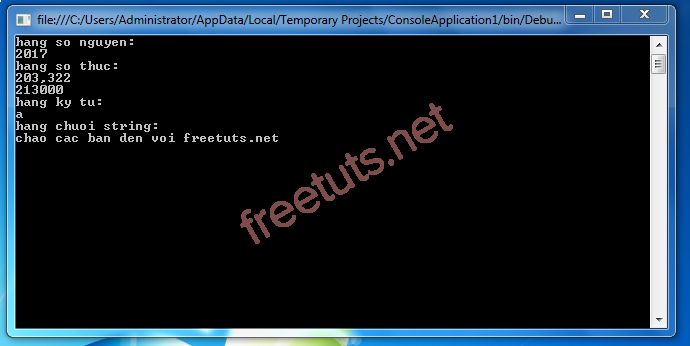 file:///C:/Users/Administrator/AppData/Local/Temporary Projects/ConsoleApplication1/bin/Debu...
hang so nguyen:
2017
hang so thuc:
203,322
213000
hang ky tu:
a
hang chuoi string:
chao cac ban den voi freetuts.net
freetuts.net